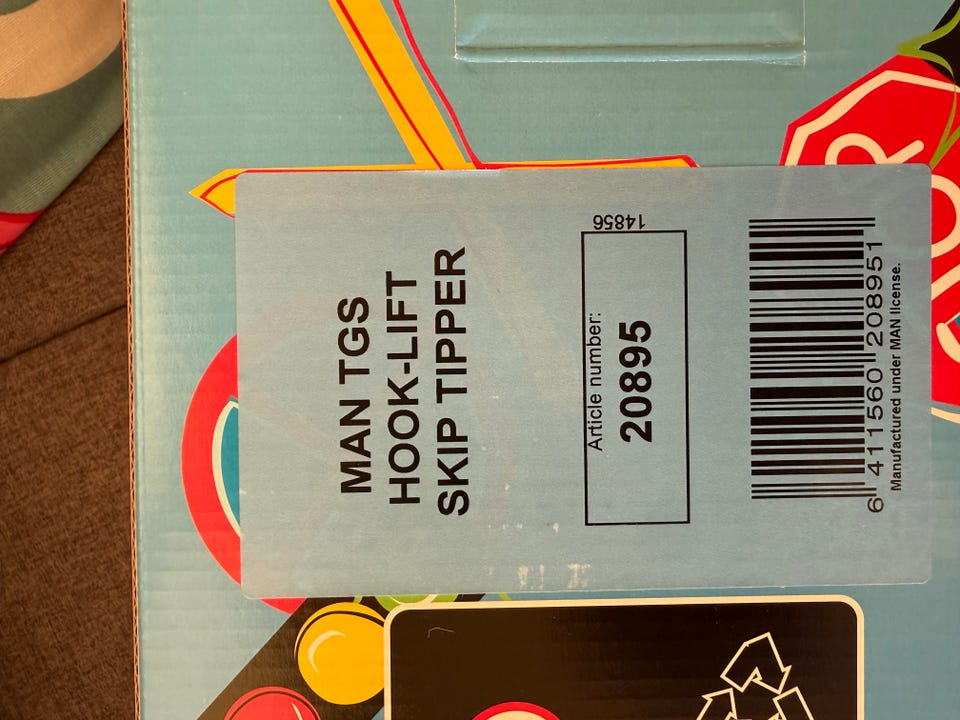 MAN TGS
HOOK-LIFT
SKIP TIPPER
14856
Article number:
20895
6 411560 208951
Manufactured under MAN license.